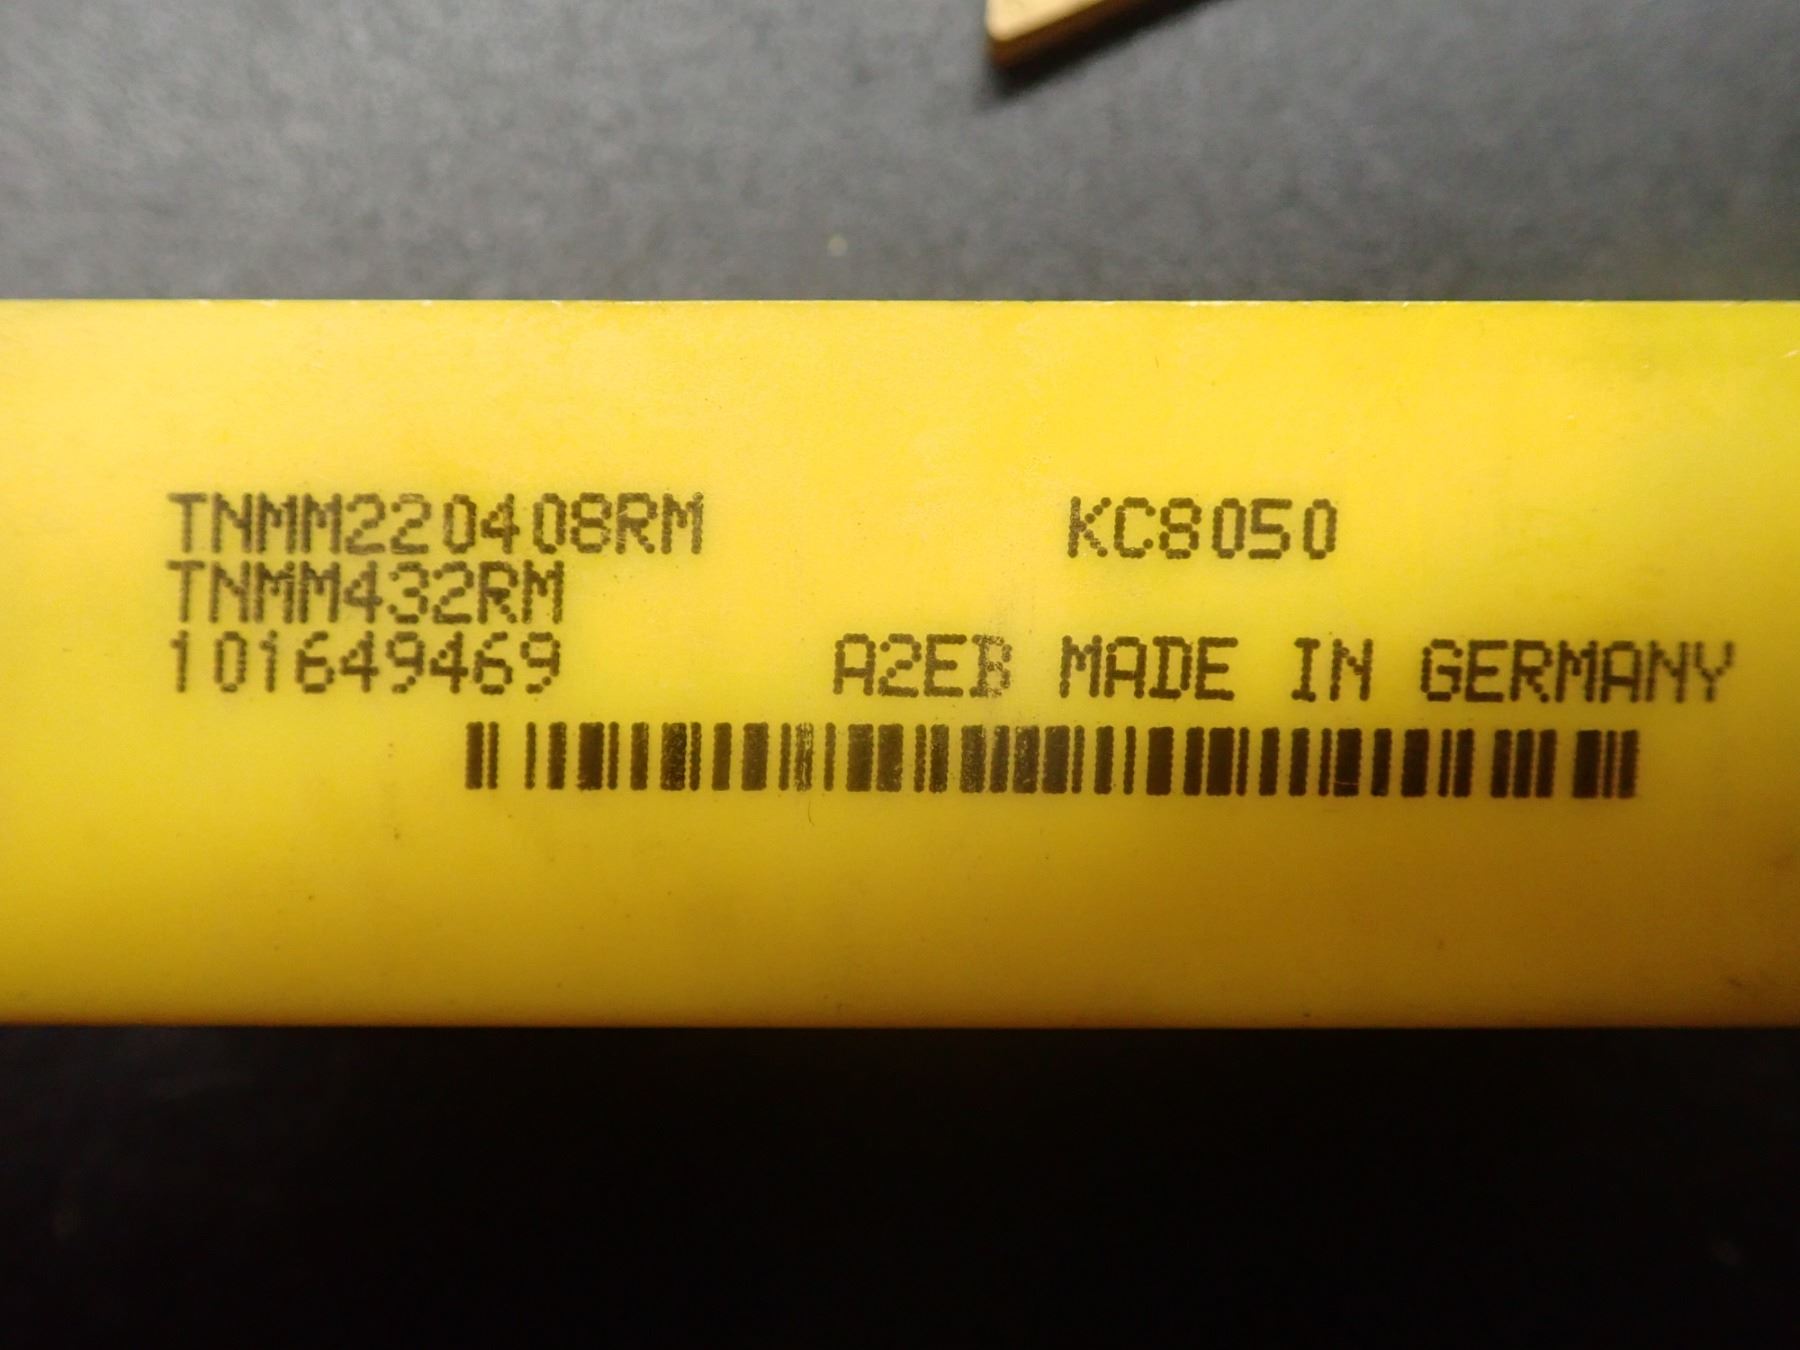 TNMM220408RM KC8050
TNMM432RM
101649469 A2EB MADE IN GERMANY